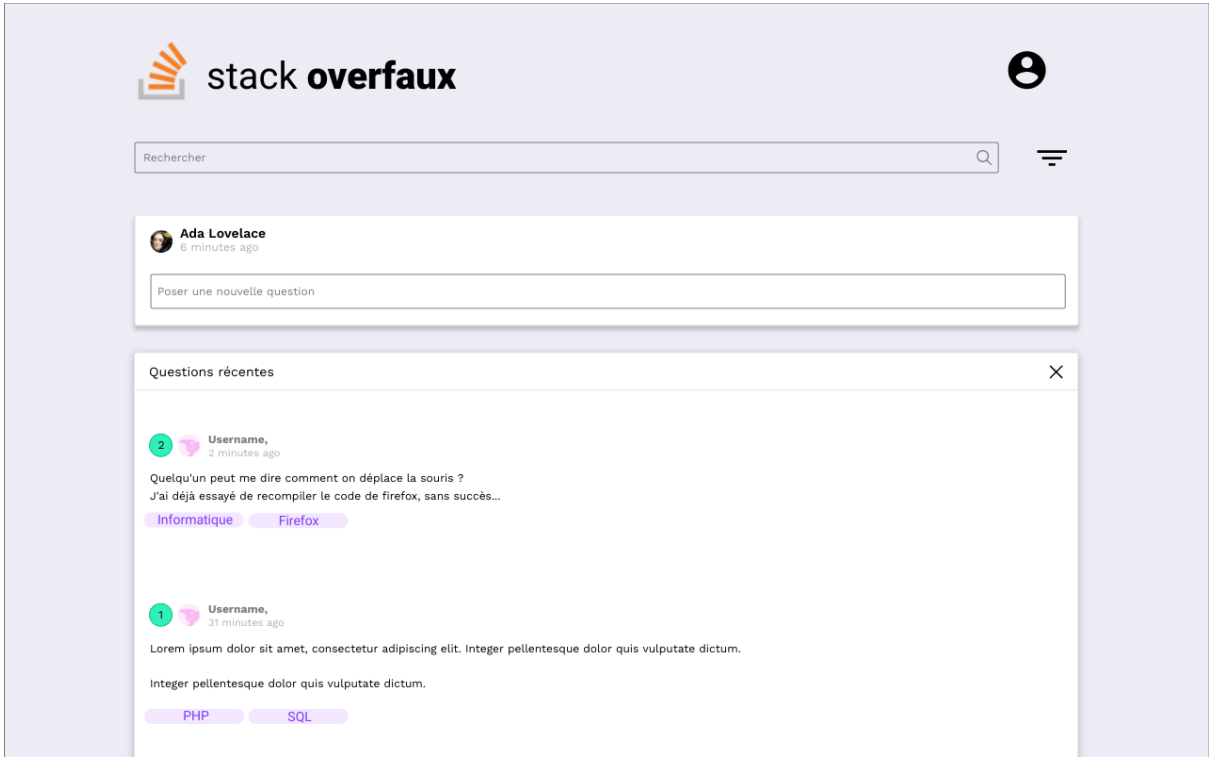 stack overfaux
Rechercher
Ada Lovelace
6 minutes ago
Poser une nouvelle question
Questions récentes
2
Username,
2 minutes ago
Quelqu'un peut me dire comment on déplace la souris ?
J'ai déjà essayé de recompiler le code de firefox, sans succès...
Informatique Firefox
1
Username,
31 minutes ago
Lorem ipsum dolor sit amet, consectetur adipiscing elit. Integer pellentesque dolor quis vulputate dictum.
Integer pellentesque dolor quis vulputate dictum.
PHP SQL